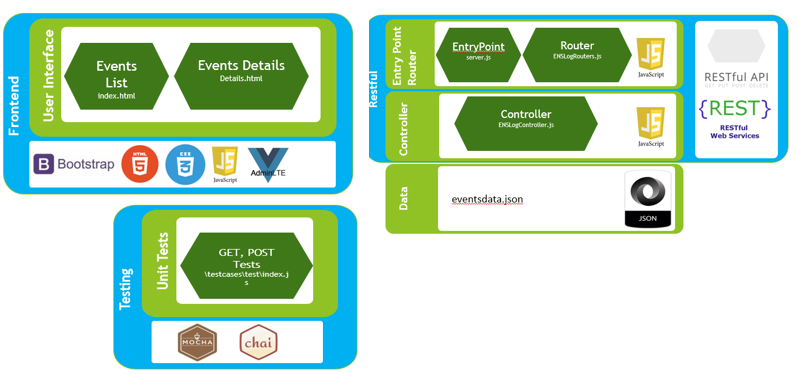 Frontend
User Interface
Events
List
index.html
Events Details
Details.html
B
Bootstrap
HTML
5
CSS
3
JS
JavaScript
AdminLTE
Restful
Entry Point
Router
EntryPoint
server.js
Router
ENSLogRouters.js
JS
JavaScript
Controller
Controller
ENSLogController.js
JS
JavaScript
Data
eventsdata.json
JSON
RESTful API
GET PUT POST DELETE
{REST}
RESTful
Web Services
Testing
Unit Tests
GET, POST
Tests
\testcases\test\index.j
s
MOCHA
chai